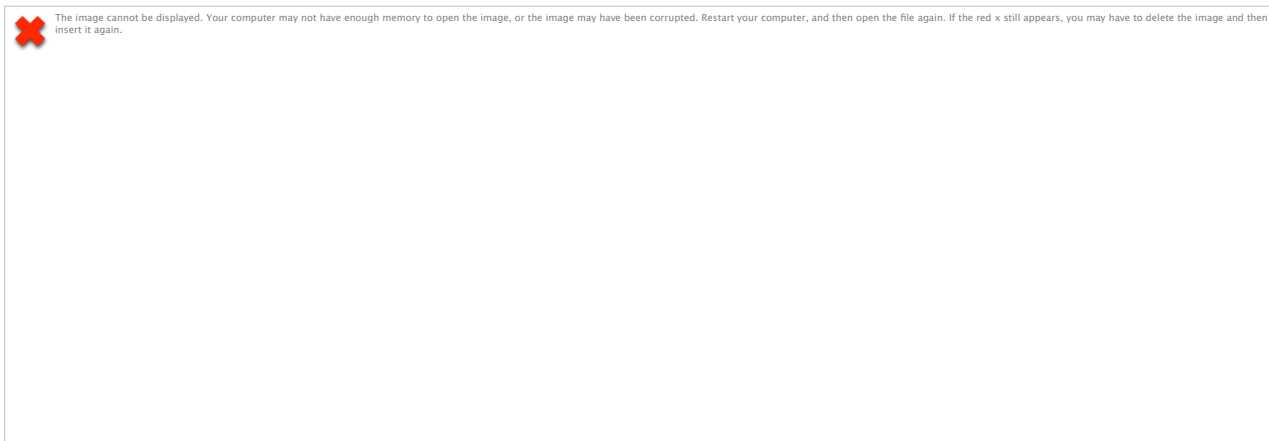 The image cannot be displayed. Your computer may not have enough memory to open the image, or the image may have been corrupted. Restart your computer, and then open the file again. If the red x still appears, you may have to delete the image and then
insert it again.